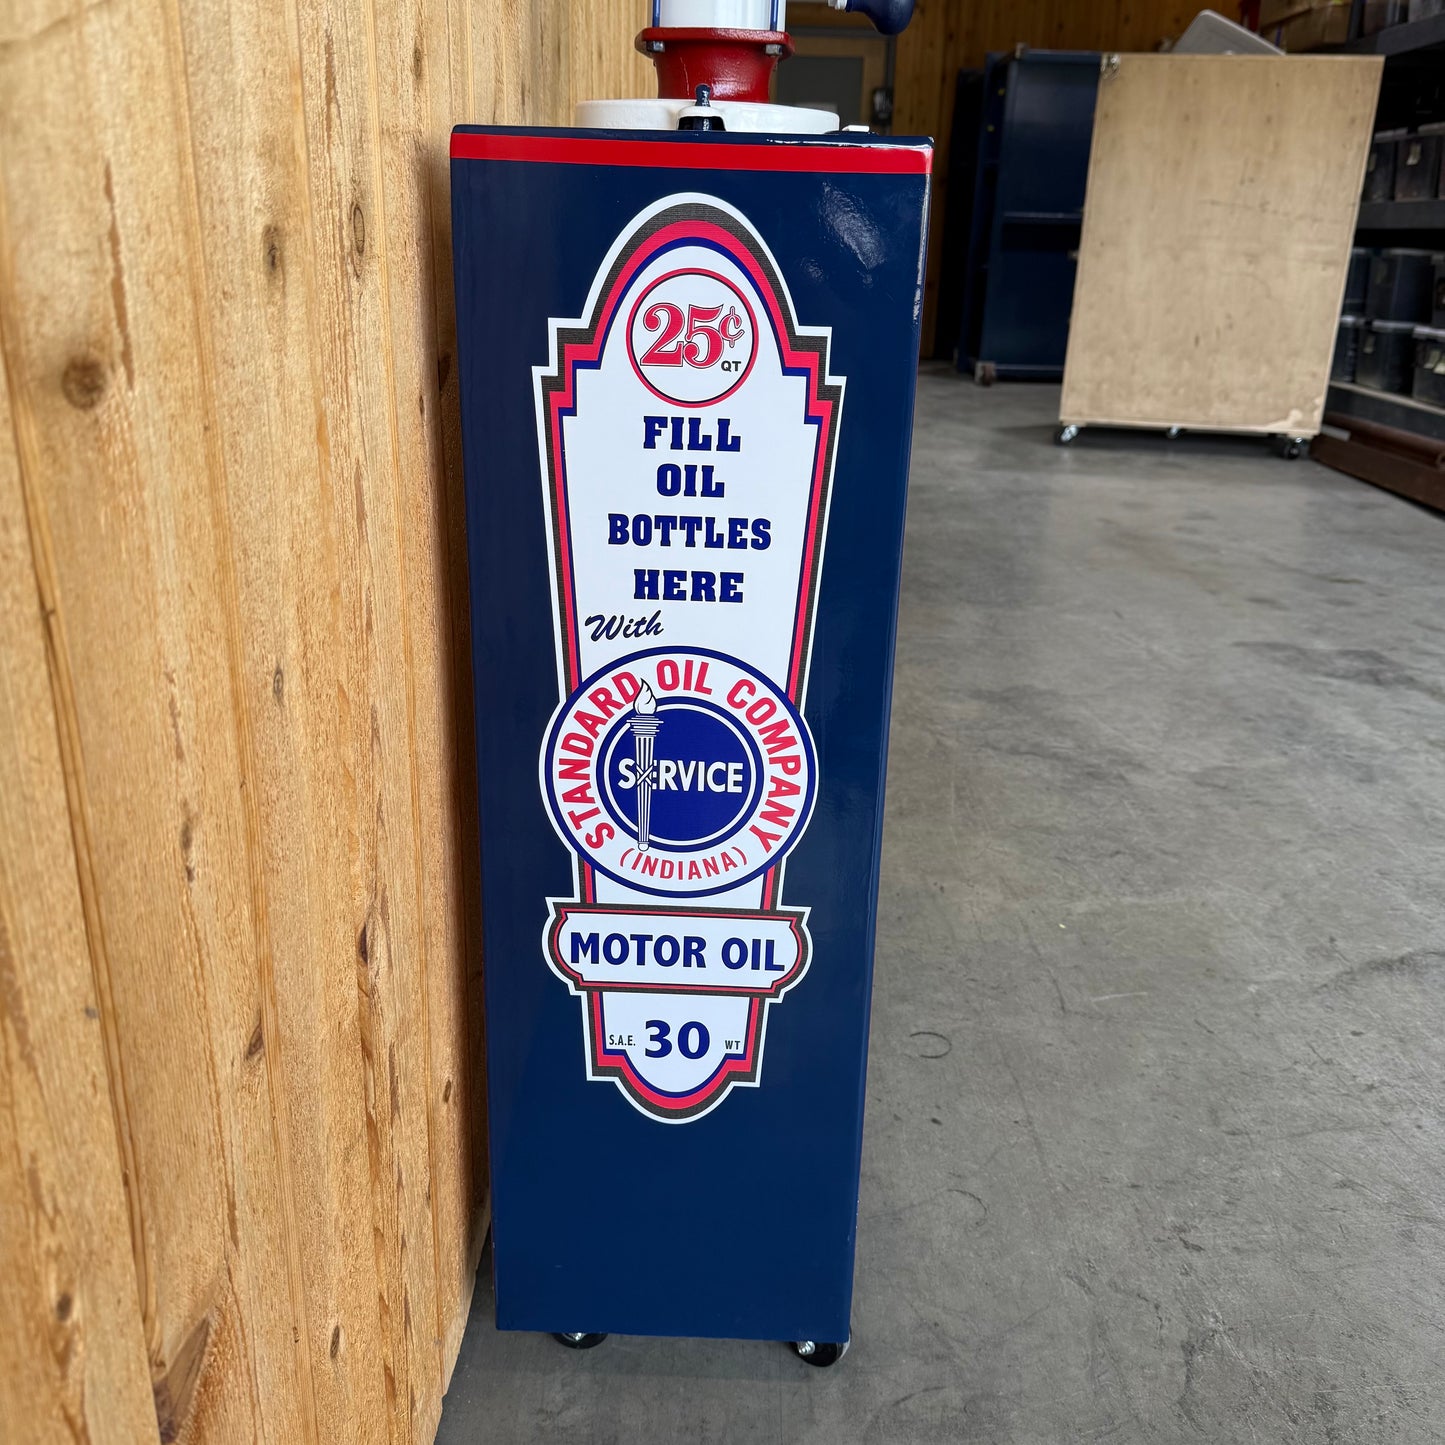 25¢
QT
FILL
OIL
BOTTLES
HERE
With
STANDARD OIL COMPANY
SERVICE
(INDIANA)
MOTOR OIL
S.A.E. 30 WT